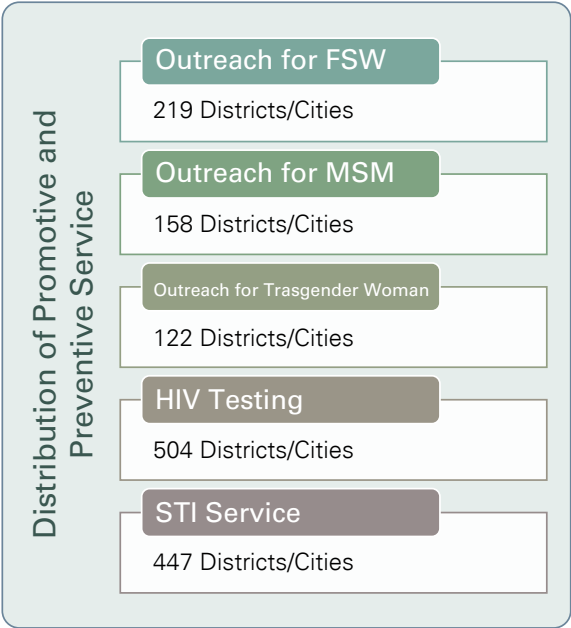 Distribution of Promotive and
Preventive Service
Outreach for FSW
219 Districts/Cities
Outreach for MSM
158 Districts/Cities
Outreach for Trasgender Woman
122 Districts/Cities
HIV Testing
504 Districts/Cities
STI Service
447 Districts/Cities